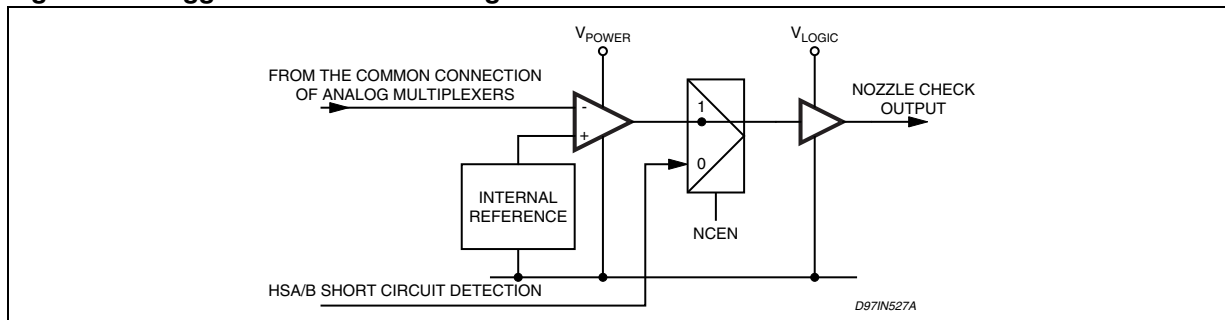 V_POWER
V_LOGIC
FROM THE COMMON CONNECTION
OF ANALOG MULTIPLEXERS
NOZZLE CHECK
OUTPUT
-
+
1
0
INTERNAL
REFERENCE
NCEN
HSA/B SHORT CIRCUIT DETECTION
D97IN527A